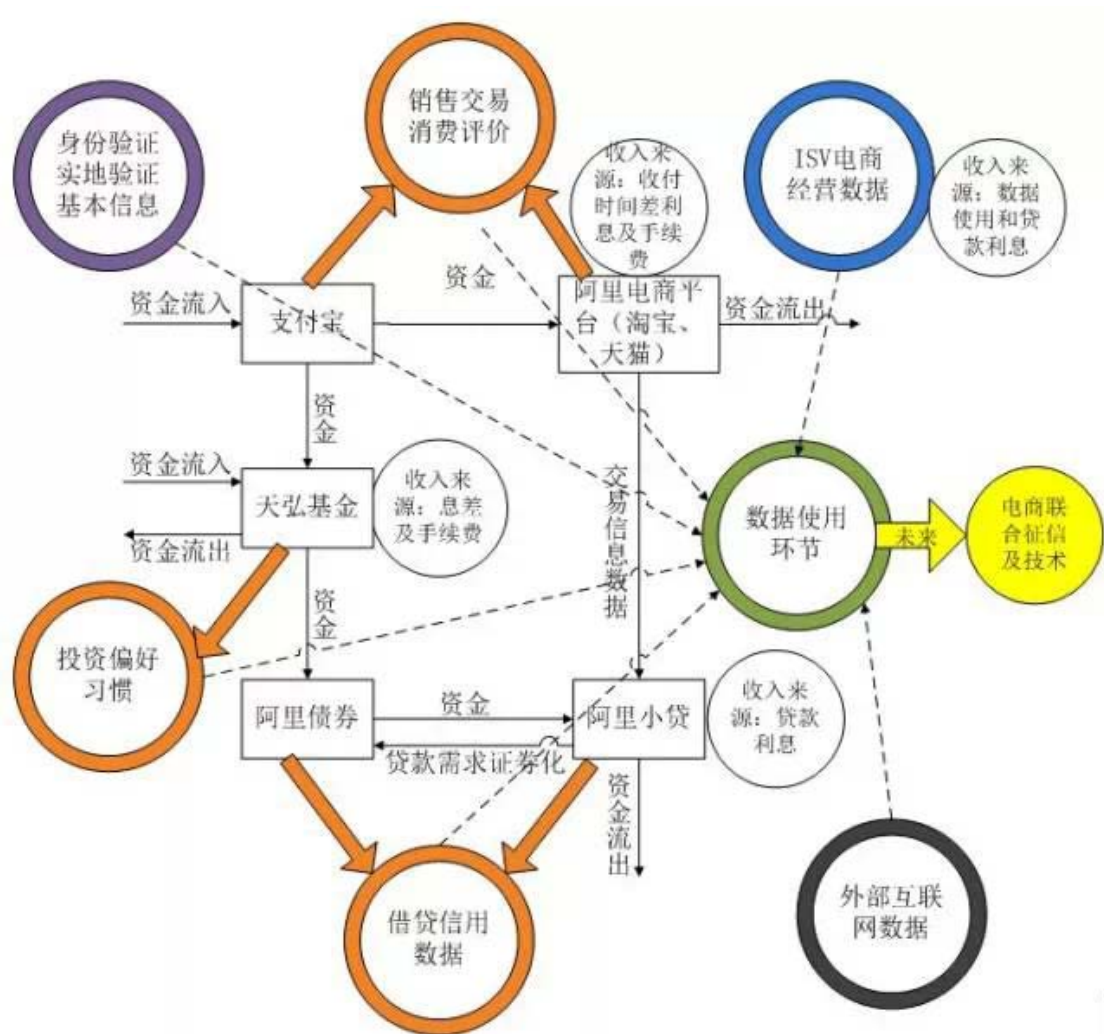 销售交易
消费评价
身份验证
实地验证
基本信息
收入来
源：收付
时间差利
息及手续
费
ISV电商
经营数据
收入来
源：数据
使用和贷
款利息
资金流入
支付宝
资金
阿里电商平
台（淘宝、
天猫）
资金流出
资金
资金流入
天弘基金
资金流出
收入来
源：息差
及手续费
交易信息数据
数据使用
环节
未来
电商联
合征信
及技术
资金
投资偏好
习惯
阿里债券
资金
贷款需求证券化
阿里小贷
收入来
源：贷款
利息
资金流出
借贷信用
数据
外部互联
网数据